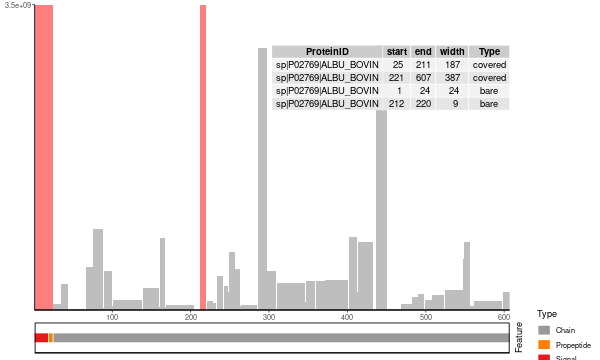 3.5e+09
ProteinID start end width Type
sp|P02769|ALBU_BOVIN 25 211 187 covered
sp|P02769|ALBU_BOVIN 221 607 387 covered
sp|P02769|ALBU_BOVIN 1 24 24 bare
sp|P02769|ALBU_BOVIN 212 220 9 bare
100 200 300 400 500 600
Feature
Type
Chain
Propeptide
Signal